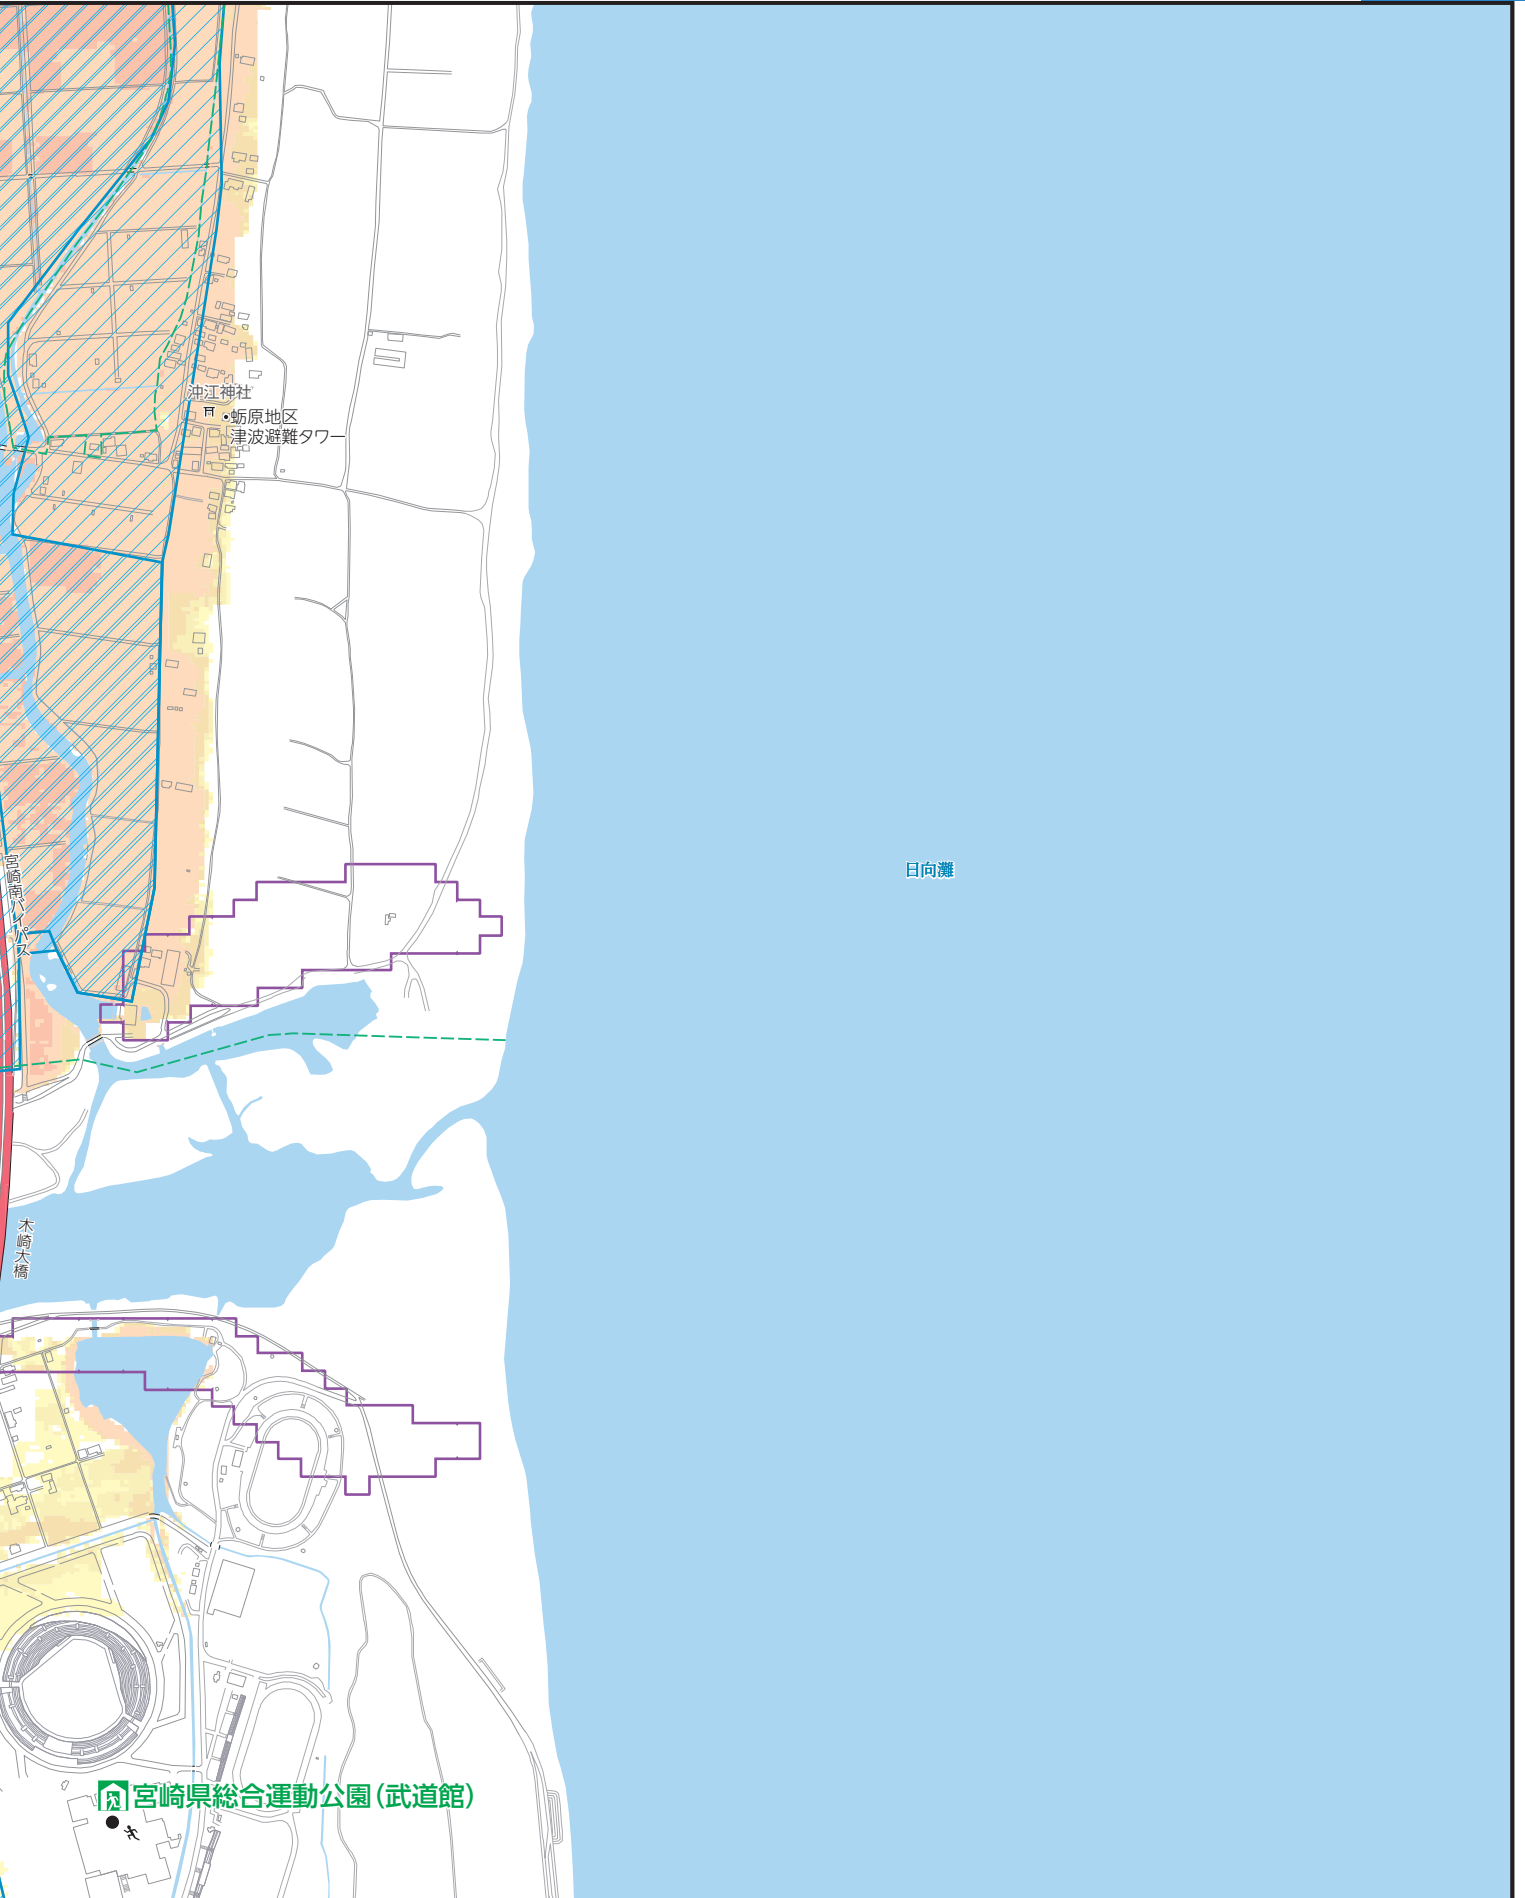 沖江神社
蛎原地区
津波避難タワー
日向灘
宮崎南バイパス
木崎大橋
宮崎県総合運動公園(武道館)